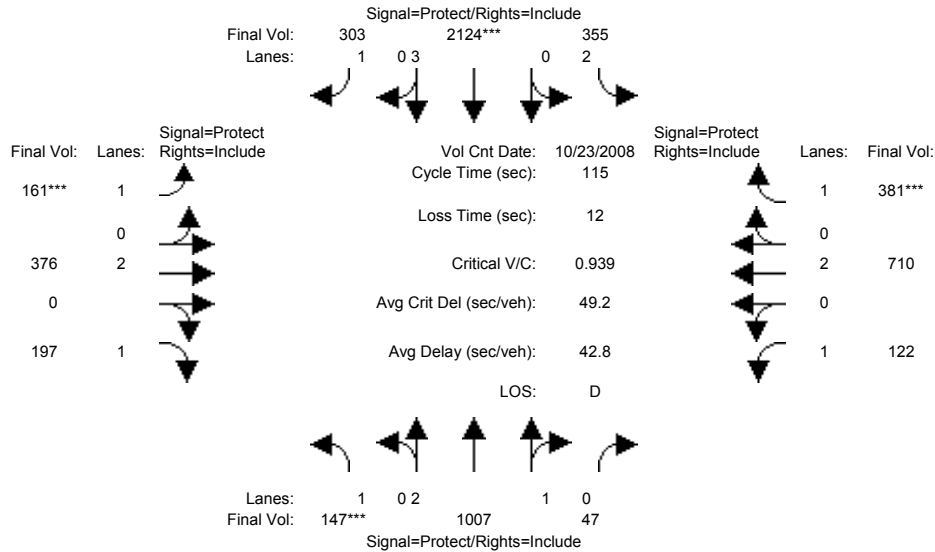 Signal=Protect/Rights=Include
Final Vol: 303 2124*** 355
Lanes: 1 0 3 0 2
Signal=Protect Signal=Protect
Final Vol: Lanes: Rights=Include Vol Cnt Date: 10/23/2008 Rights=Include Lanes: Final Vol:
Cycle Time (sec): 115
161*** 1 1 381***
Loss Time (sec): 12
0 0
376 2 Critical V/C: 0.939 2 710
0 0 Avg Crit Del (sec/veh): 49.2 0 0
197 1 Avg Delay (sec/veh): 42.8 1 122
LOS: D
Lanes: 1 0 2 1 0
Final Vol: 147*** 1007 47
Signal=Protect/Rights=Include